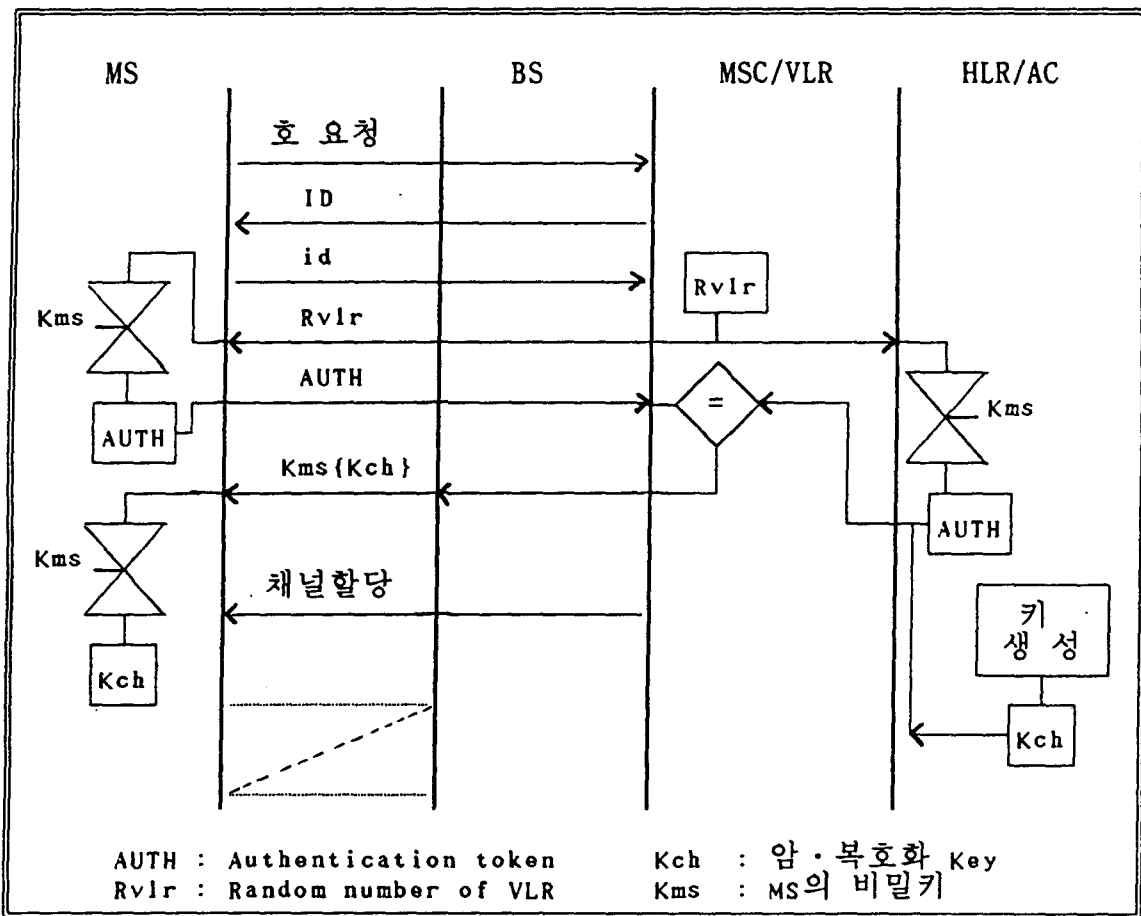 MS BS MSC/VLR HLR/AC
호 요청
ID
id
Rvlr
Kms
Rvlr
AUTH
=
Kms
AUTH
Kms{Kch}
AUTH
Kms
채널할당
키
생 성
Kch
Kch
AUTH : Authentication token Kch : 암·복호화 Key
Rvlr : Random number of VLR Kms : MS의 비밀키